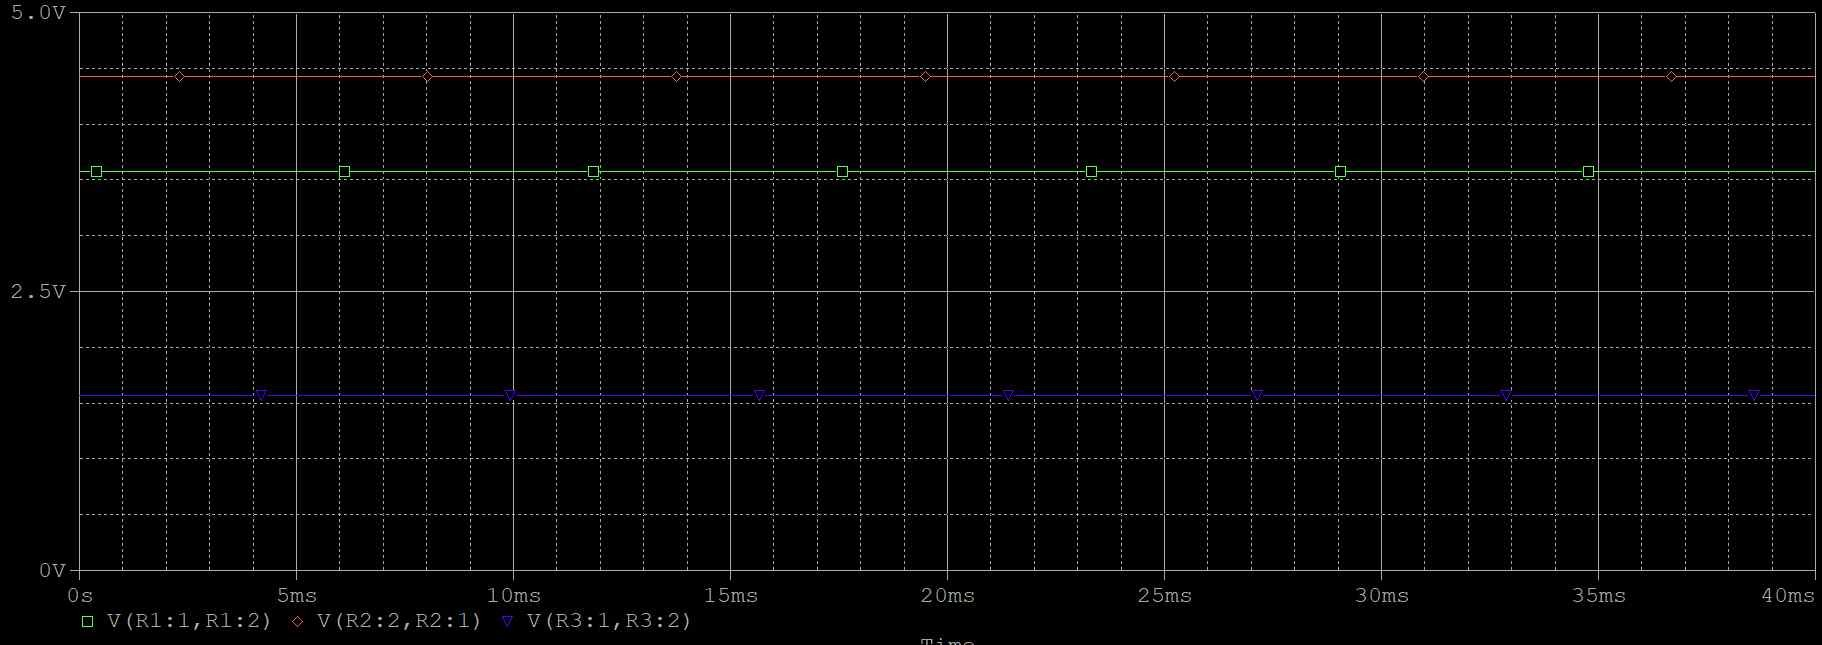 5.0V
2.5V
0V
0s 5ms 10ms 15ms 20ms 25ms 30ms 35ms 40ms
V(R1:1,R1:2) V(R2:2,R2:1) V(R3:1,R3:2)
Time